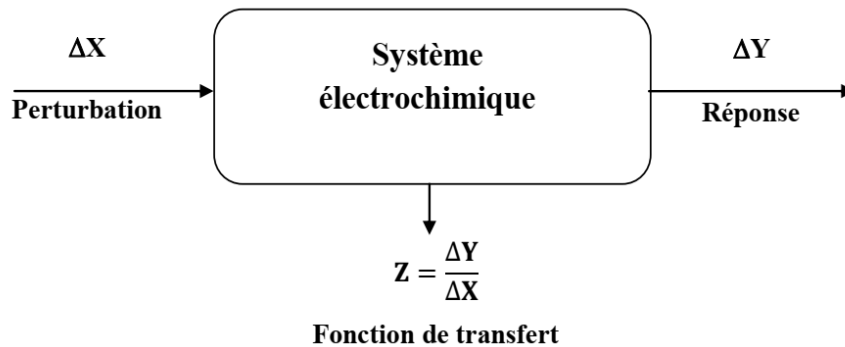 ΔX
Perturbation
Système
électrochimique
ΔY
Réponse
Z = ΔY/ΔX
Fonction de transfert